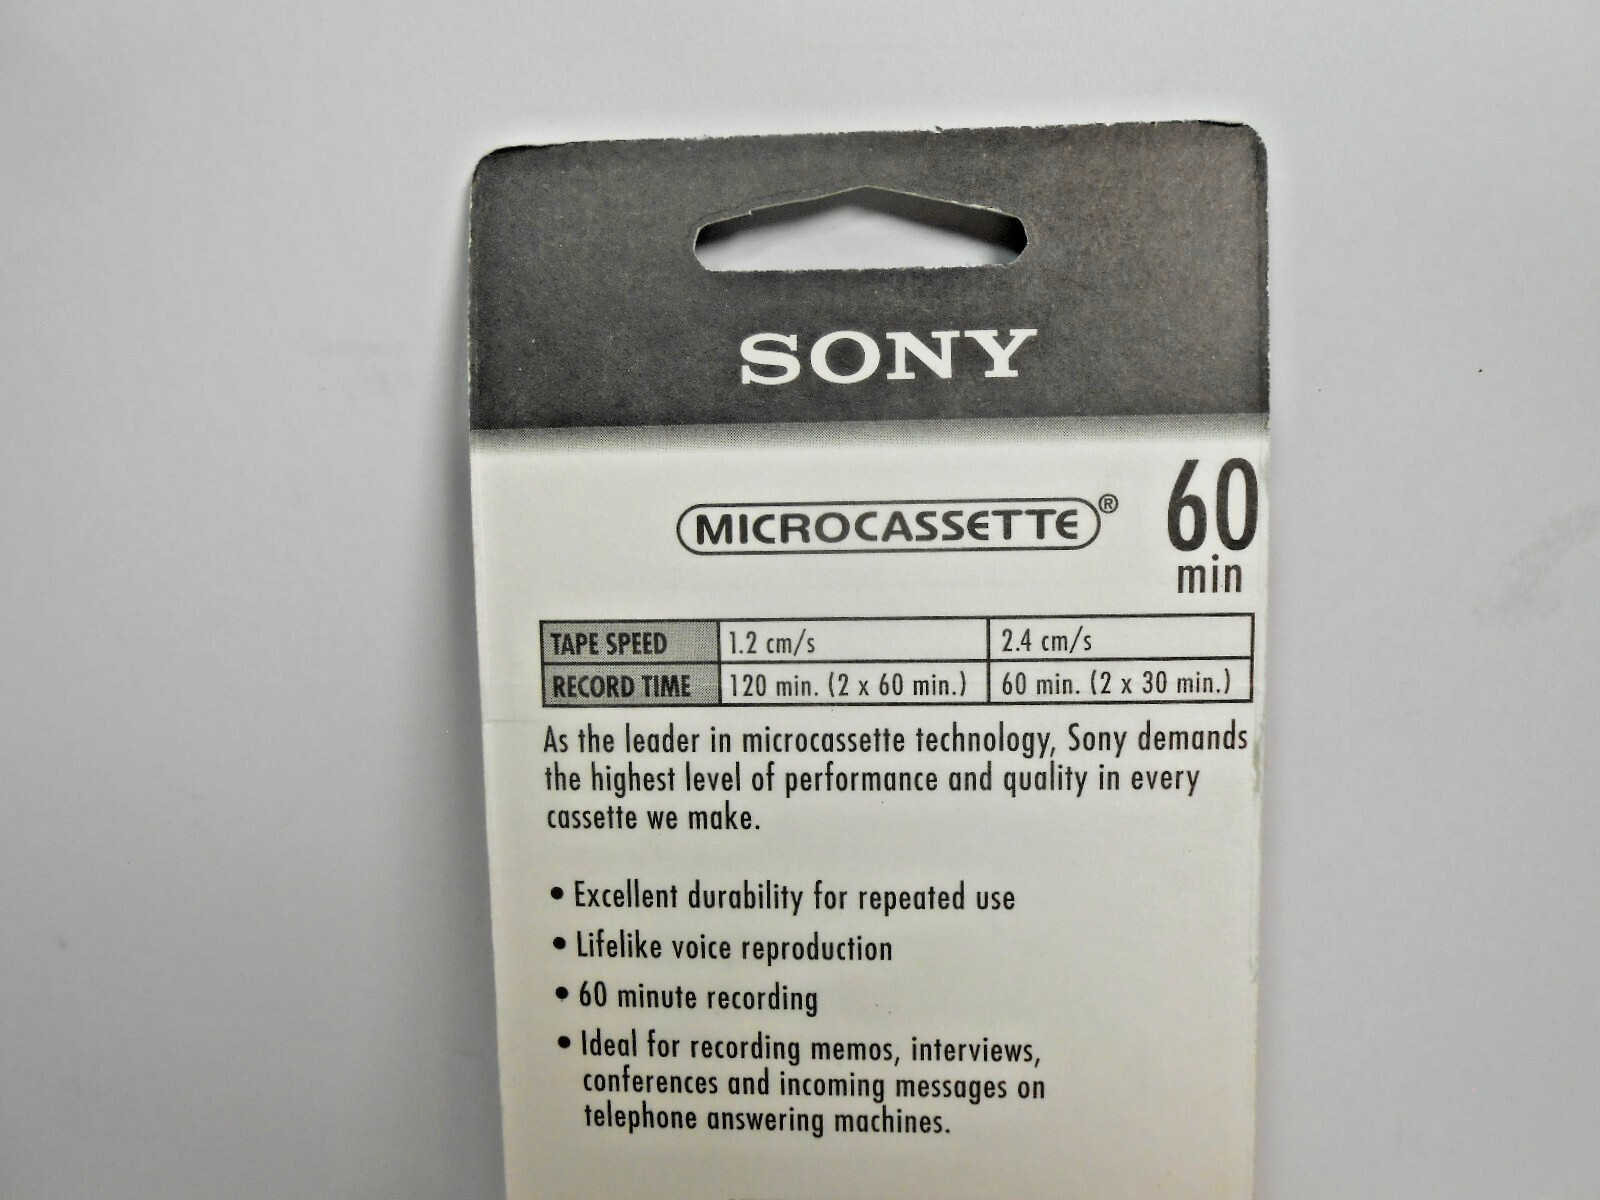 SONY
MICROCASSETTE®
60
min
TAPE SPEED 1.2 cm/s 2.4 cm/s
RECORD TIME 120 min. (2 x 60 min.) 60 min. (2 x 30 min.)
As the leader in microcassette technology, Sony demands
the highest level of performance and quality in every
cassette we make.
• Excellent durability for repeated use
• Lifelike voice reproduction
• 60 minute recording
• Ideal for recording memos, interviews,
conferences and incoming messages on
telephone answering machines.